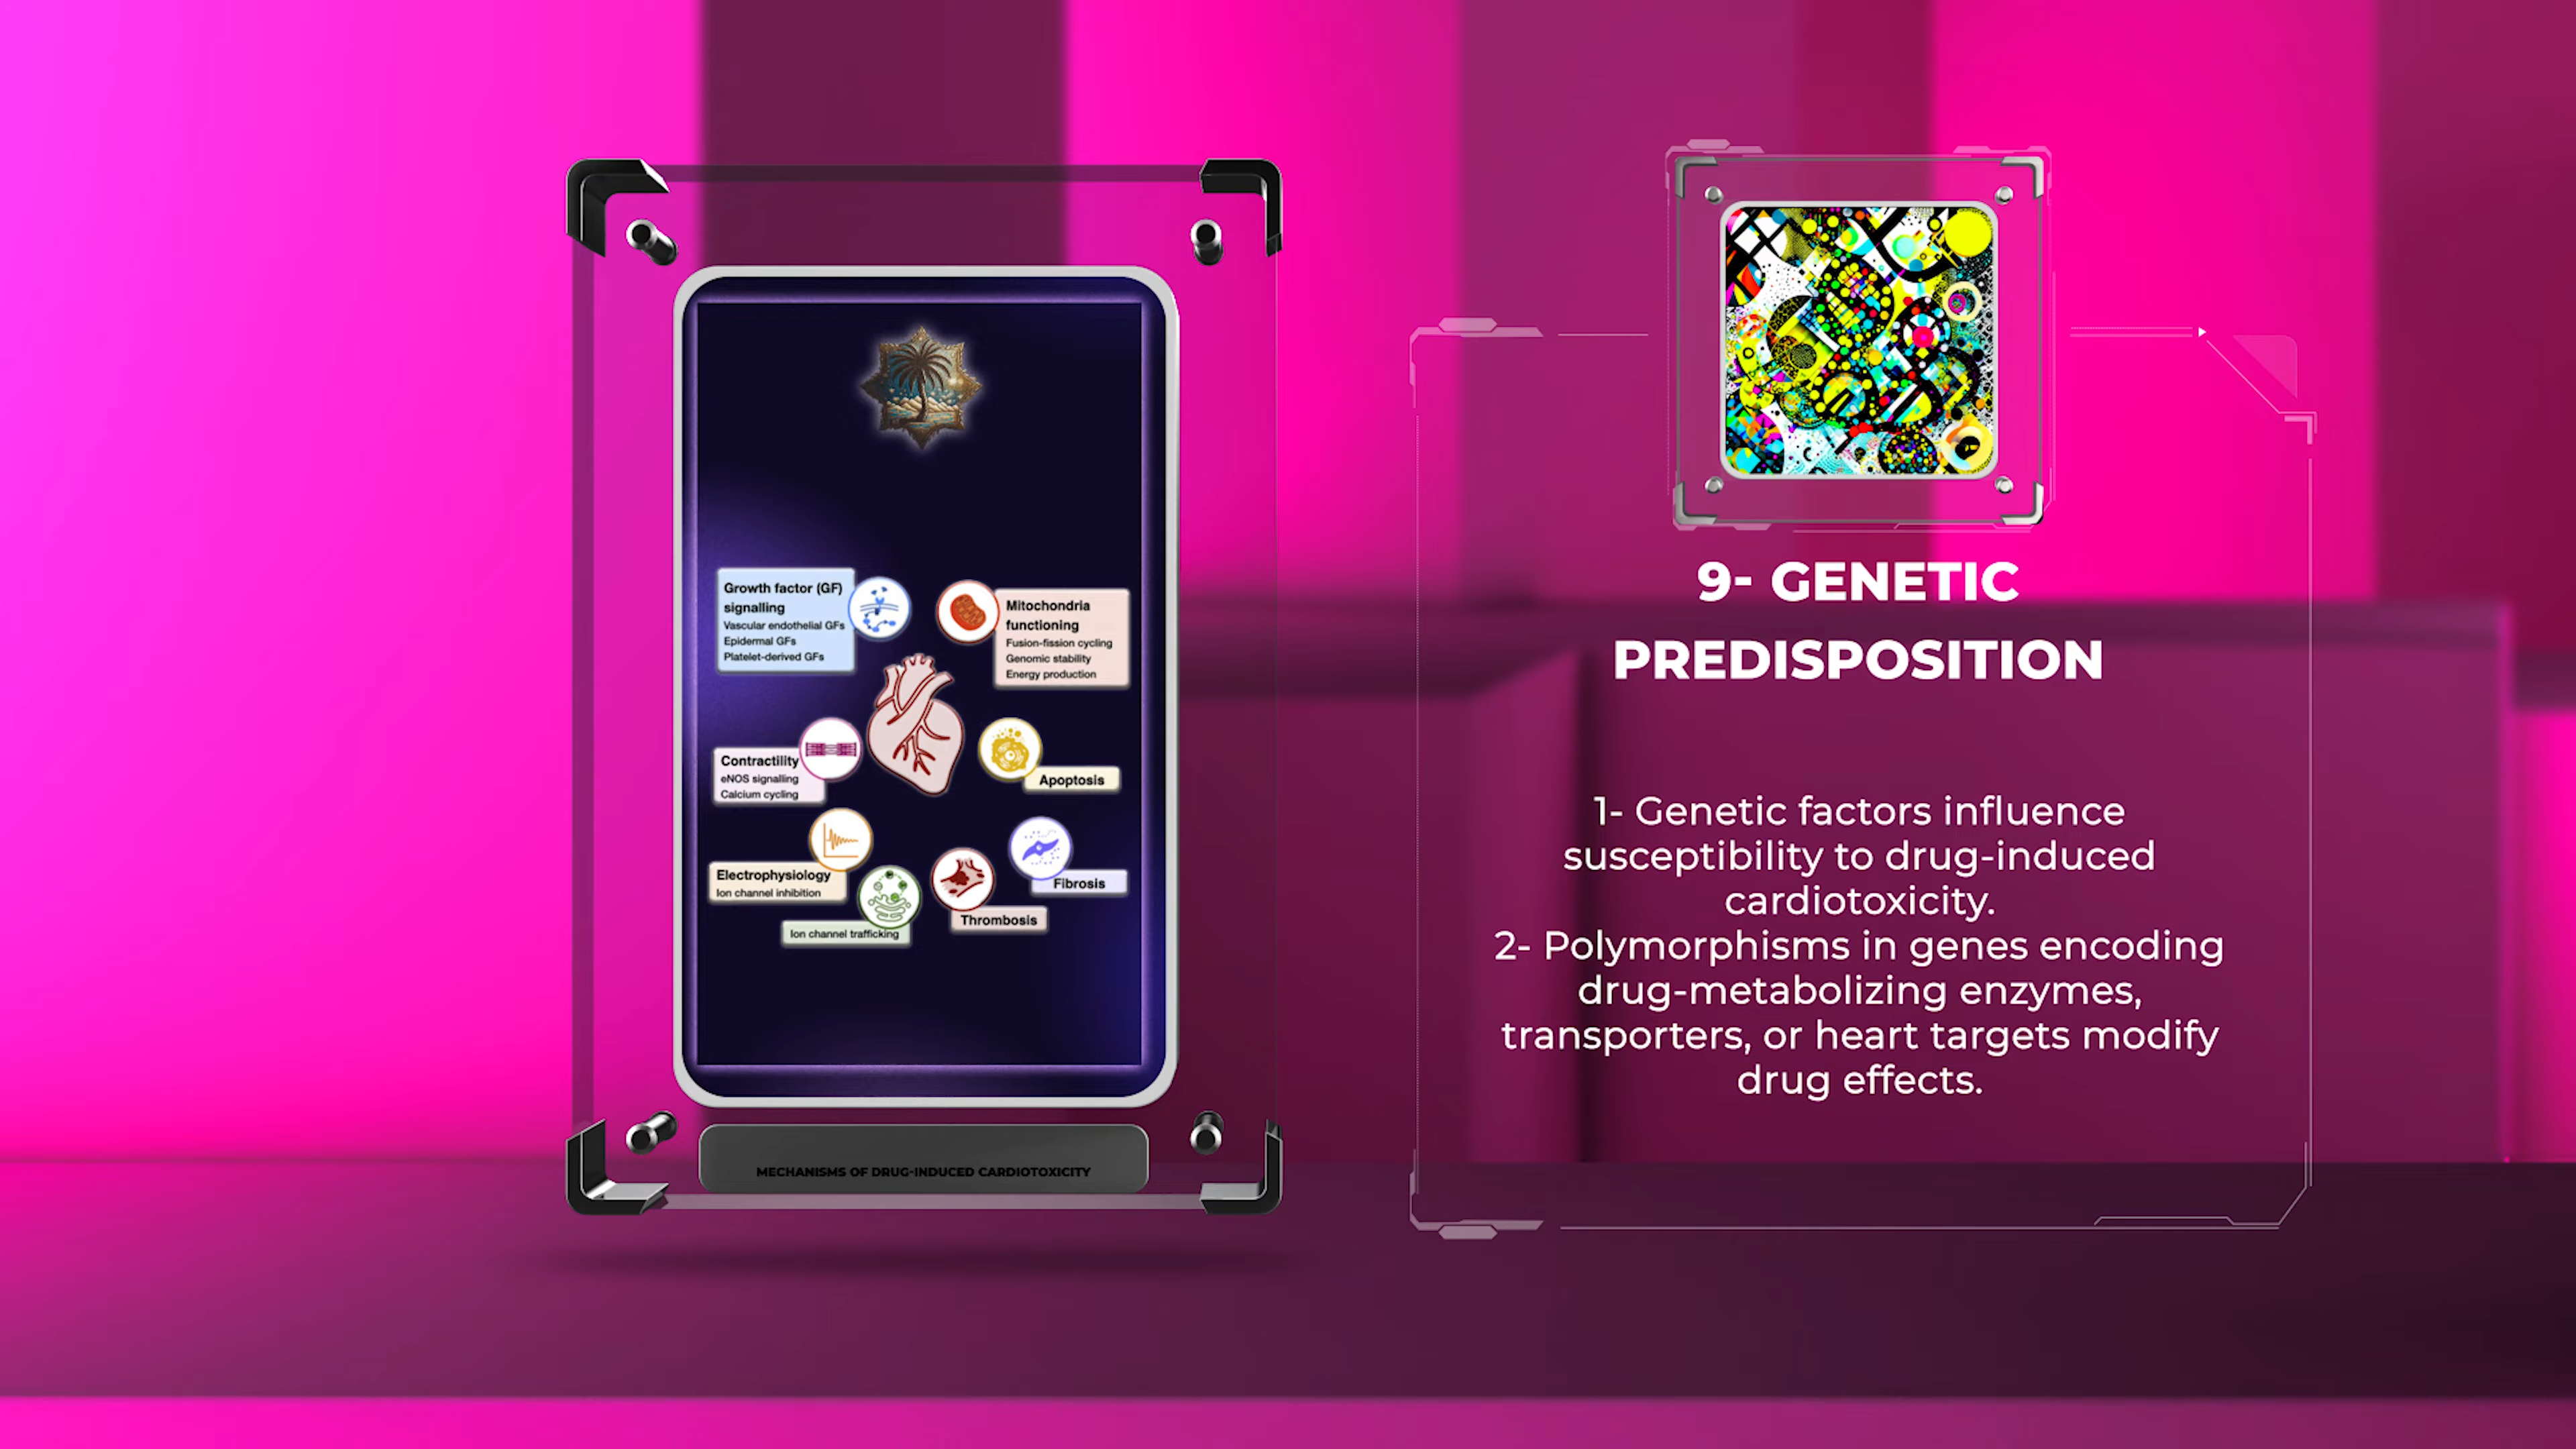 Growth factor (GF)
signalling
Vascular endothelial GFs
Epidermal GFs
Platelet-derived GFs
Mitochondria
functioning
Fusion-fission cycling
Genomic stability
Energy production
Contractility
eNOS signalling
Calcium cycling
Apoptosis
Electrophysiology
Ion channel inhibition
Fibrosis
Thrombosis
Ion channel trafficking
MECHANISMS OF DRUG-INDUCED CARDIOTOXICITY
9- GENETIC
PREDISPOSITION
1- Genetic factors influence
susceptibility to drug-induced
cardiotoxicity.
2- Polymorphisms in genes encoding
drug-metabolizing enzymes,
transporters, or heart targets modify
drug effects.